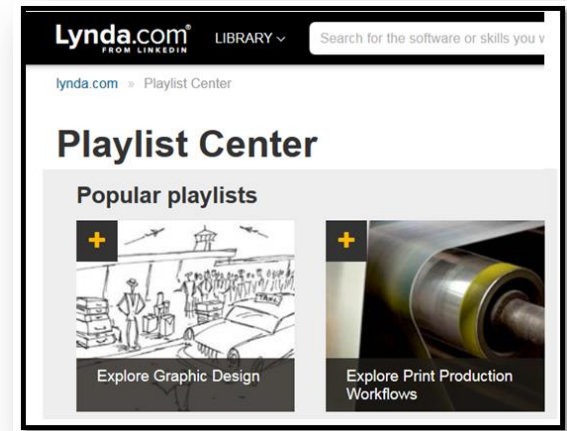 Lynda.com®
FROM LINKEDIN
LIBRARY
Search for the software or skills you
lynda.com » Playlist Center
Playlist Center
Popular playlists
+
+
Explore Graphic Design
Explore Print Production
Workflows